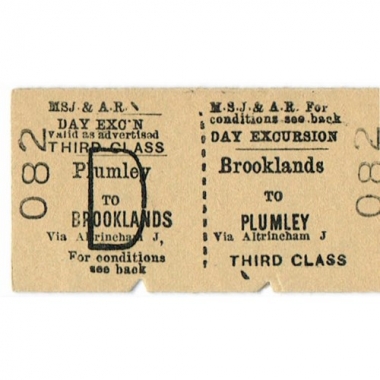 M.S.J. & A.R.
DAY EXC'N
Valid as advertised
THIRD CLASS
Plumley
TO
BROOKLANDS
Via Altrincham J,
For conditions
see back
D
082
M.S.J. & A.R. For
conditions see back
DAY EXCURSION
Brooklands
TO
PLUMLEY
Via Altrincham J
THIRD CLASS
082